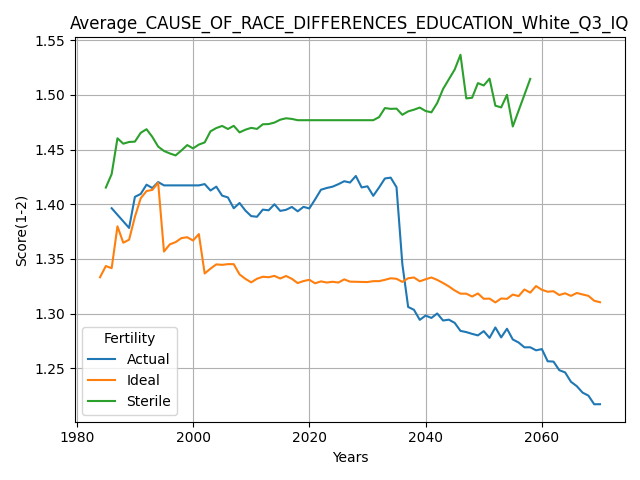 Average_CAUSE_OF_RACE_DIFFERENCES_EDUCATION_White_Q3_IQ
1.55
1.50
1.45
1.40
1.35
1.30
1.25
Score(1-2)
Fertility
Actual
Ideal
Sterile
1980
2000
2020
2040
2060
Years